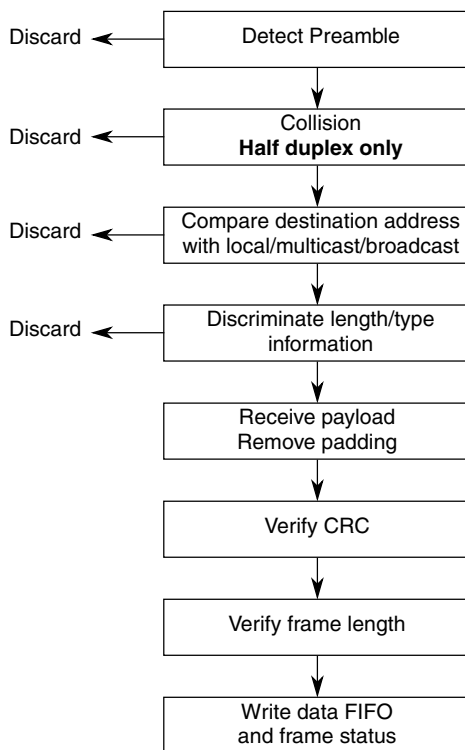 Discard
Detect Preamble
Discard
Collision
Half duplex only
Discard
Compare destination address
with local/multicast/broadcast
Discard
Discriminate length/type
information
Receive payload
Remove padding
Verify CRC
Verify frame length
Write data FIFO
and frame status